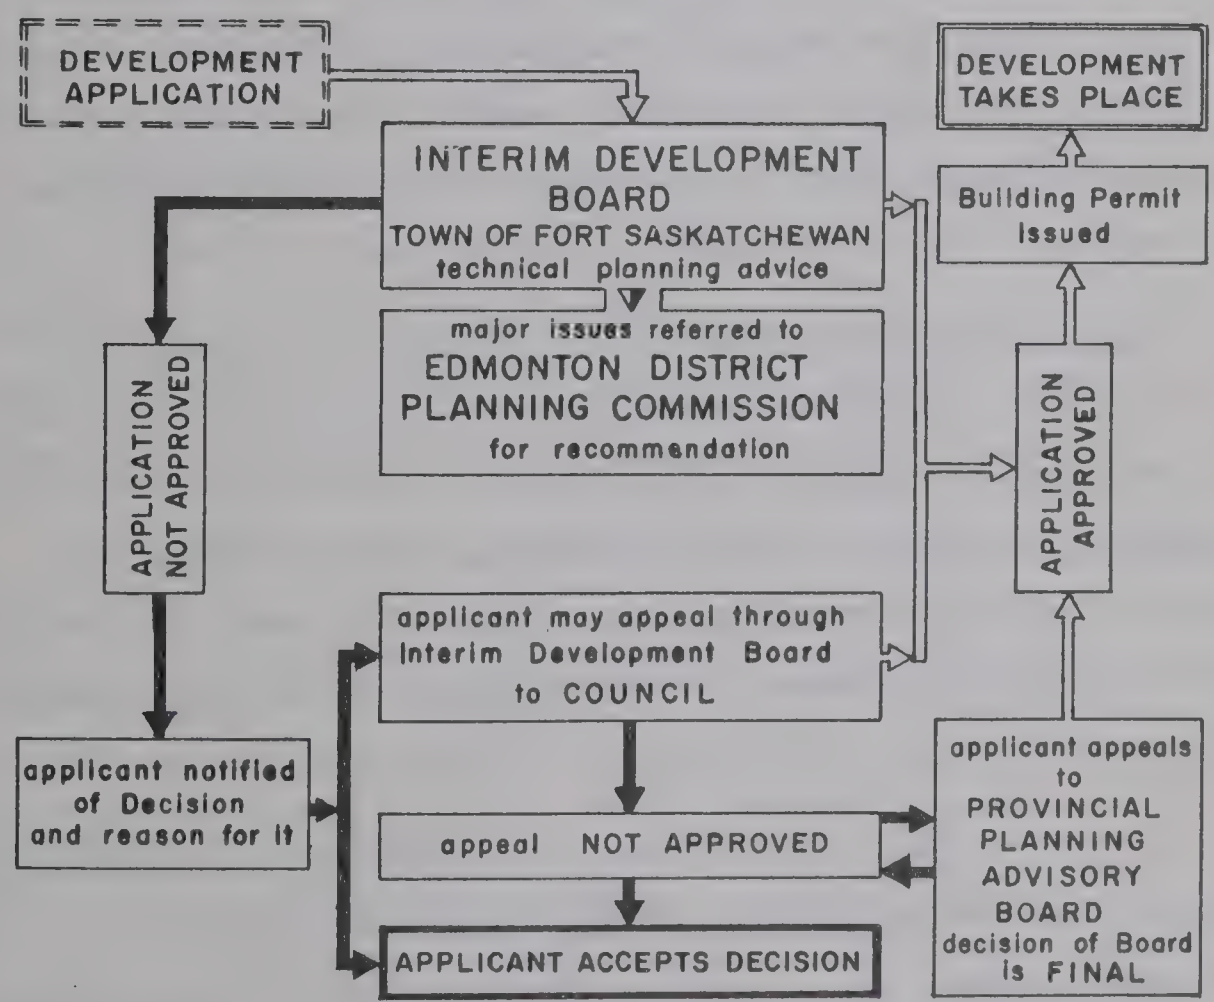 DEVELOPMENT
APPLICATION
INTERIM DEVELOPMENT
BOARD
TOWN OF FORT SASKATCHEWAN
technical planning advice
major issues referred to
EDMONTON DISTRICT
PLANNING COMMISSION
for recommendation
DEVELOPMENT
TAKES PLACE
Building Permit
Issued
APPLICATION
APPROVED
APPLICATION
NOT APPROVED
applicant notified
of Decision
and reason for it
applicant may appeal through
Interim Development Board
to COUNCIL
appeal NOT APPROVED
APPLICANT ACCEPTS DECISION
applicant appeals
to
PROVINCIAL
PLANNING
ADVISORY
BOARD
decision of Board
is FINAL